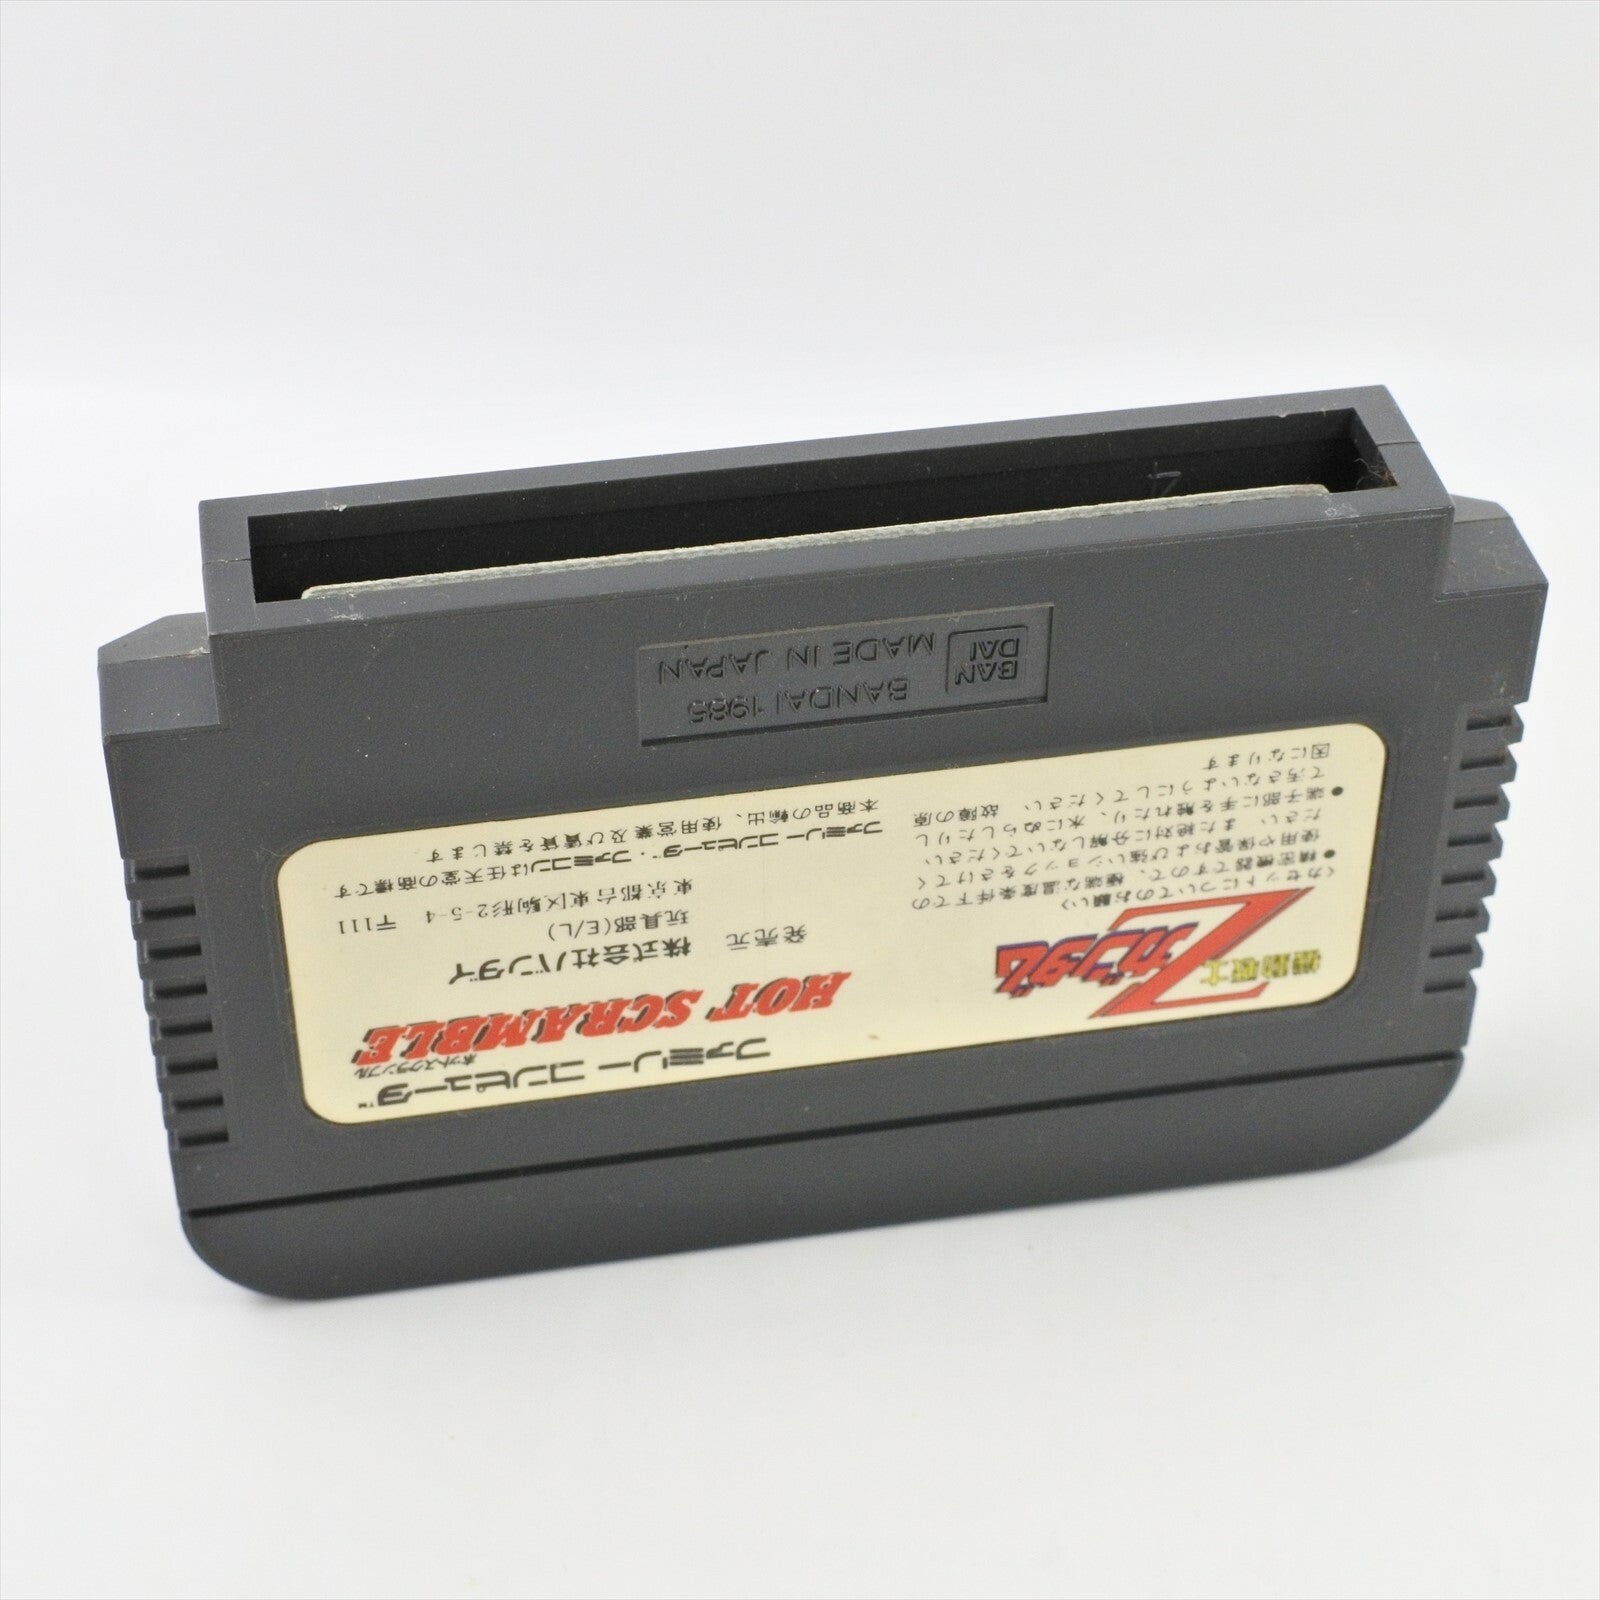 ファミリー コンピュータ™
機動戦士
Zガンダム
ホットスクランブル
HOT SCRAMBLE
発売元 株式会社バンダイ
玩具部(E/L)
東京都台東区駒形2-5-4 〒111
ファミリーコンピュータ™・ファミコンは任天堂の商標です
本商品の輸出、使用営業及び賃貸を禁じます
〈カセットについてのお願い〉
●精密機器ですので、極端な温度条件下での
使用や保管および強いショックをさけてく
ださい。また絶対に分解しないでください。
●端子部に手を触れたり、水にぬらしたりし
て汚さないようにしてください。故障の原
因になります
BANDAI 1985
MADE IN JAPAN
BAN
DAI